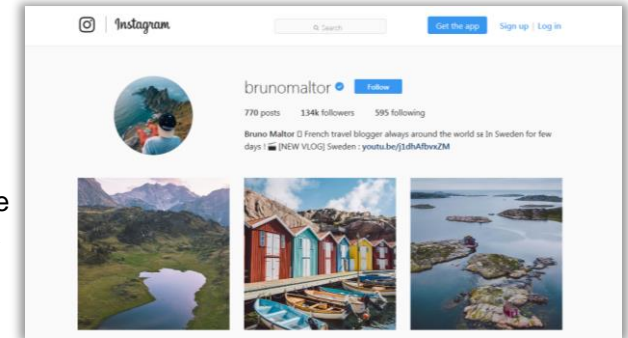 Instagram
Search
Get the app
Sign up | Log in
brunomaltor
Follow
770 posts 134k followers 595 following
Bruno Maltor French travel blogger always around the world SE In Sweden for few
days ! [NEW VLOG] Sweden : youtu.be/j1dhAfbvxZM
e